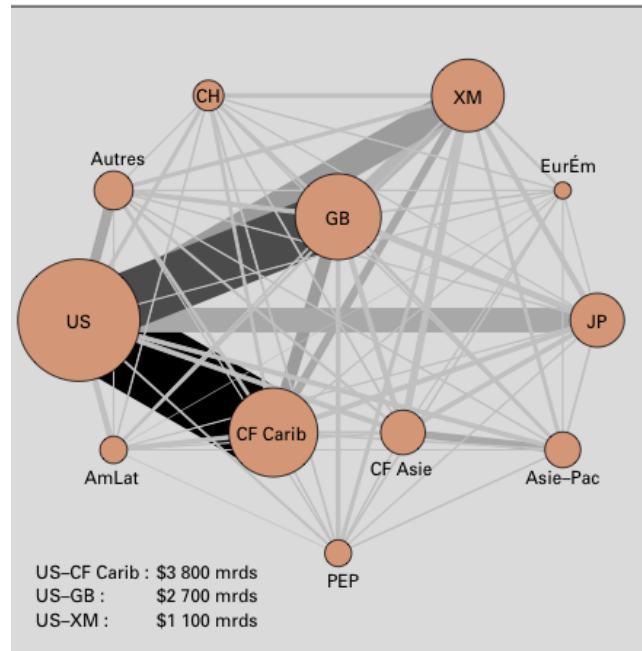 CH
XM
Autres
EurÉm
GB
US
JP
CF Carib
CF Asie
AmLat
Asie–Pac
PEP
US–CF Carib : $3 800 mrds
US–GB : $2 700 mrds
US–XM : $1 100 mrds